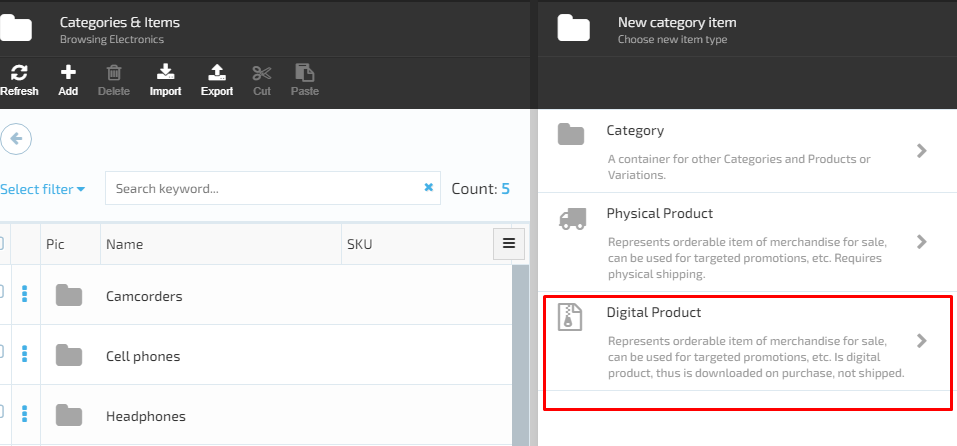 Categories & Items
Browsing Electronics
Refresh Add Delete Import Export Cut Paste
Select filter Search keyword... Count: 5
Pic Name SKU
Camcorders
Cell phones
Headphones
New category item
Choose new item type
Category
A container for other Categories and Products or
Variations.
Physical Product
Represents orderable item of merchandise for sale,
can be used for targeted promotions, etc. Requires
physical shipping.
Digital Product
Represents orderable item of merchandise for sale,
can be used for targeted promotions, etc. Is digital
product, thus is downloaded on purchase, not shipped.